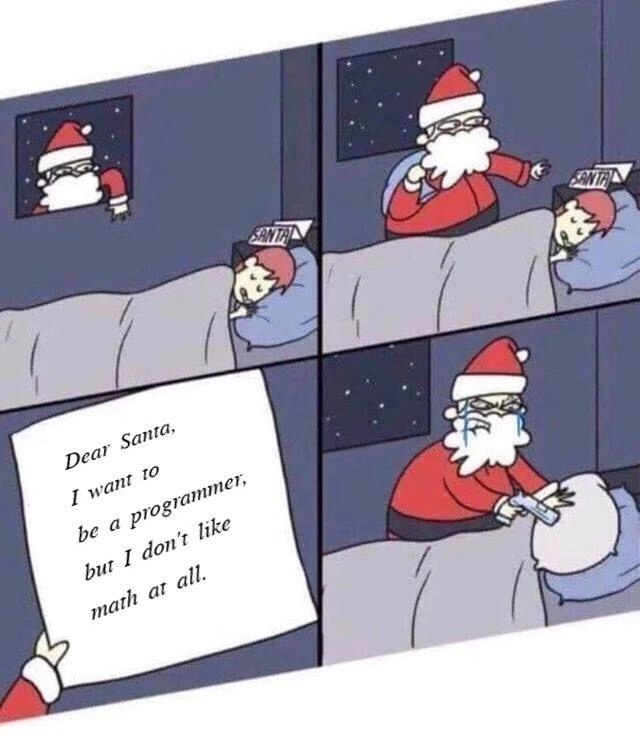 SANTA
SANTA
Dear Santa,
I want to
be a programmer,
but I don't like
math at all.